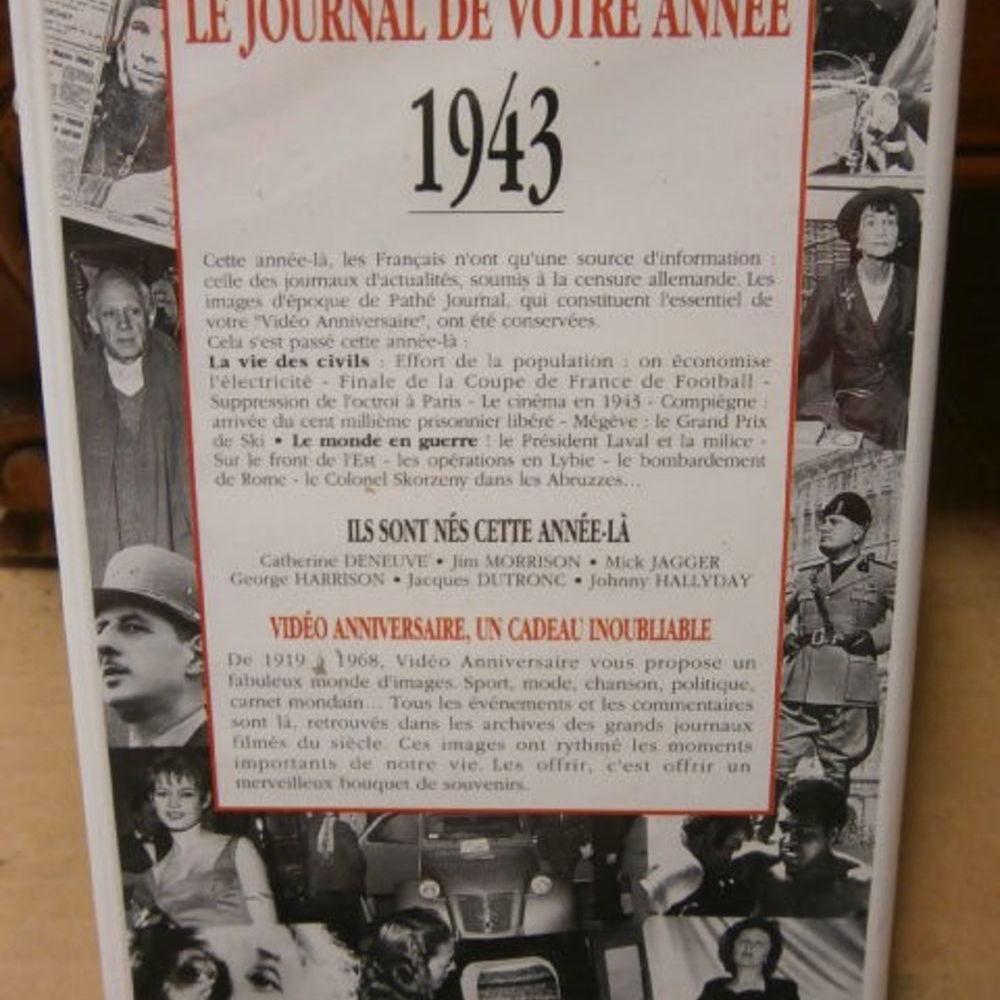 LE JOURNAL DE VOTRE ANNÉE
1943
Cette année-là, les Français n'ont qu'une source d'information :
celle des journaux d'actualités, soumis à la censure allemande. Les
images d'époque de Pathé Journal, qui constituent l'essentiel de
votre "Vidéo Anniversaire", ont été conservées.
Cela s'est passé cette année-là :
La vie des civils : Effort de la population : on économise
l'électricité - Finale de la Coupe de France de Football -
Suppression de l'octroi à Paris - Le cinéma en 1943 - Compiègne :
arrivée du cent millième prisonnier libéré - Mégève : le Grand Prix
de Ski • Le monde en guerre : le Président Laval et la milice -
Sur le front de l'Est - les opérations en Lybie - le bombardement
de Rome - le Colonel Skorzeny dans les Abruzzes...
ILS SONT NÉS CETTE ANNÉE-LÀ
Catherine DENEUVE • Jim MORRISON • Mick JAGGER
George HARRISON • Jacques DUTRONC • Johnny HALLYDAY
VIDÉO ANNIVERSAIRE, UN CADEAU INOUBLIABLE
De 1919 à 1968, Vidéo Anniversaire vous propose un
fabuleux monde d'images. Sport, mode, chanson, politique,
carnet mondain... Tous les événements et les commentaires
sont là, retrouvés dans les archives des grands journaux
filmés du siècle. Ces images ont rythmé les moments
importants de notre vie. Les offrir, c'est offrir un
merveilleux bouquet de souvenirs.